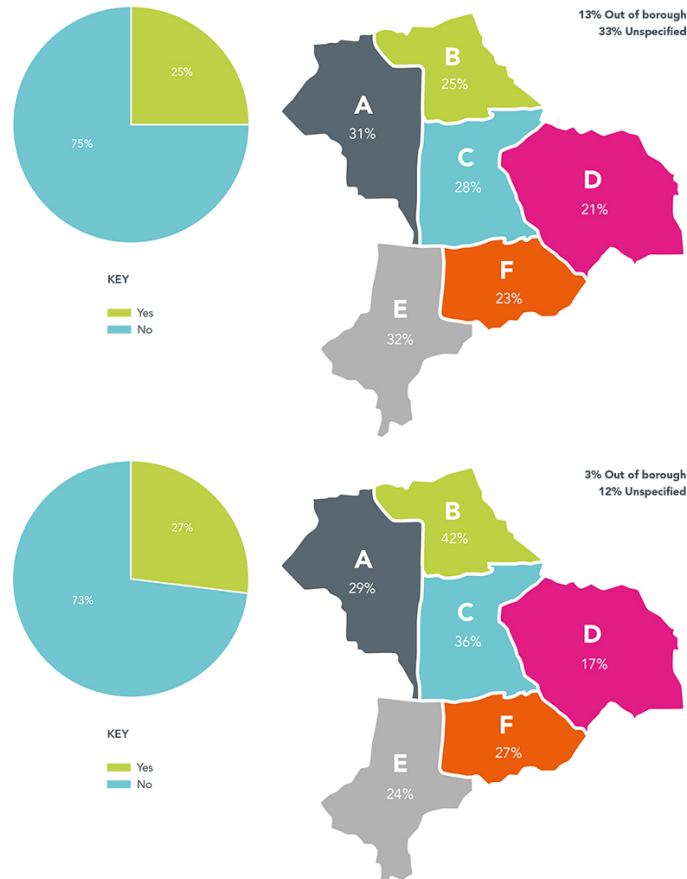 13% Out of borough
33% Unspecified
25%
75%
A
31%
B
25%
C
28%
D
21%
E
32%
F
23%
KEY
Yes
No
3% Out of borough
12% Unspecified
27%
73%
A
29%
B
42%
C
36%
D
17%
E
24%
F
27%
KEY
Yes
No